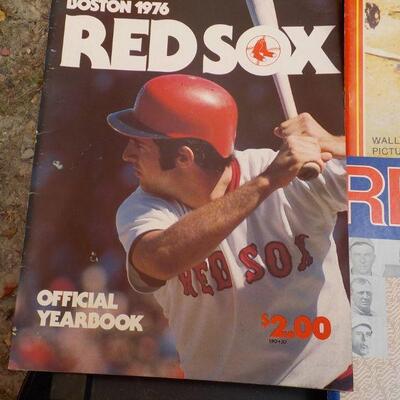 BOSTON 1976
RED SOX
WALL
PICTU
RED SOX
OFFICIAL
YEARBOOK
$2.00